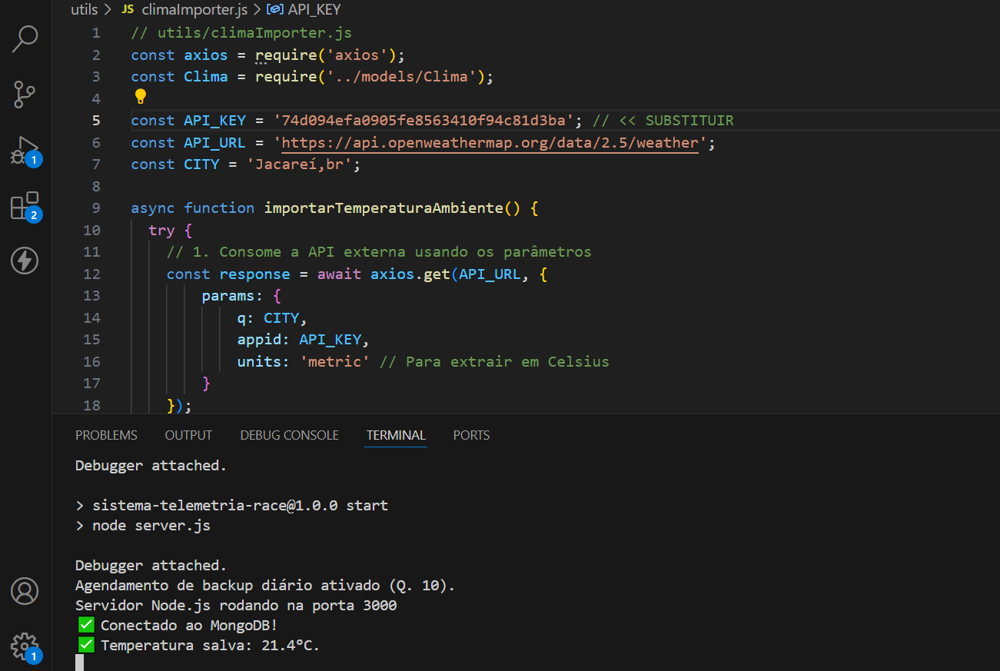 utils > JS climaImporter.js > API_KEY
1 // utils/climaImporter.js
2 const axios = require('axios');
3 const Clima = require('../models/Clima');
4
5 const API_KEY = '74d094efa0905fe8563410f94c81d3ba'; // << SUBSTITUIR
6 const API_URL = 'https://api.openweathermap.org/data/2.5/weather';
7 const CITY = 'Jacareí,br';
8
9 async function importarTemperaturaAmbiente() {
10 try {
11 // 1. Consome a API externa usando os parâmetros
12 const response = await axios.get(API_URL, {
13 params: {
14 q: CITY,
15 appid: API_KEY,
16 units: 'metric' // Para extrair em Celsius
17 }
18 });
1
2
PROBLEMS OUTPUT DEBUG CONSOLE TERMINAL PORTS
Debugger attached.
> sistema-telemetria-race@1.0.0 start
> node server.js
Debugger attached.
Agendamento de backup diário ativado (Q. 10).
Servidor Node.js rodando na porta 3000
✅ Conectado ao MongoDB!
✅ Temperatura salva: 21.4°C.
1